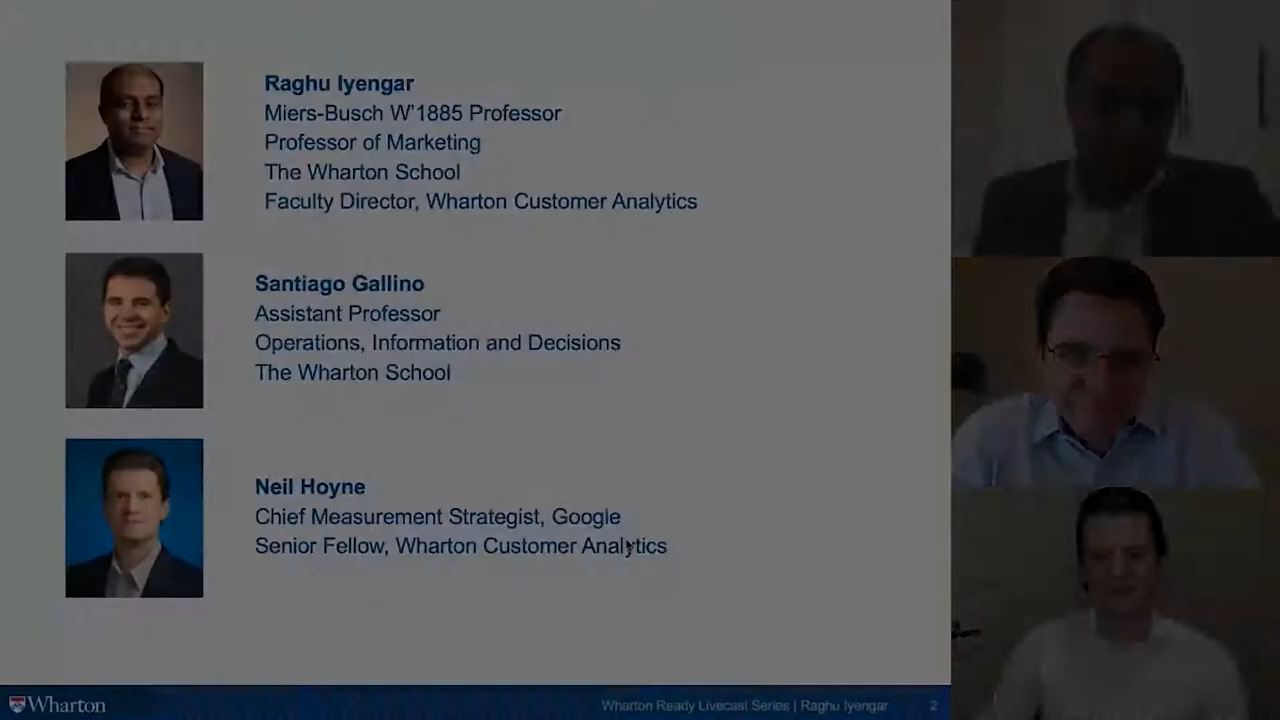 Raghu Iyengar
Miers-Busch W'1885 Professor
Professor of Marketing
The Wharton School
Faculty Director, Wharton Customer Analytics
Santiago Gallino
Assistant Professor
Operations, Information and Decisions
The Wharton School
Neil Hoyne
Chief Measurement Strategist, Google
Senior Fellow, Wharton Customer Analytics
Wharton
Wharton Ready Livecast Series | Raghu Iyengar 2